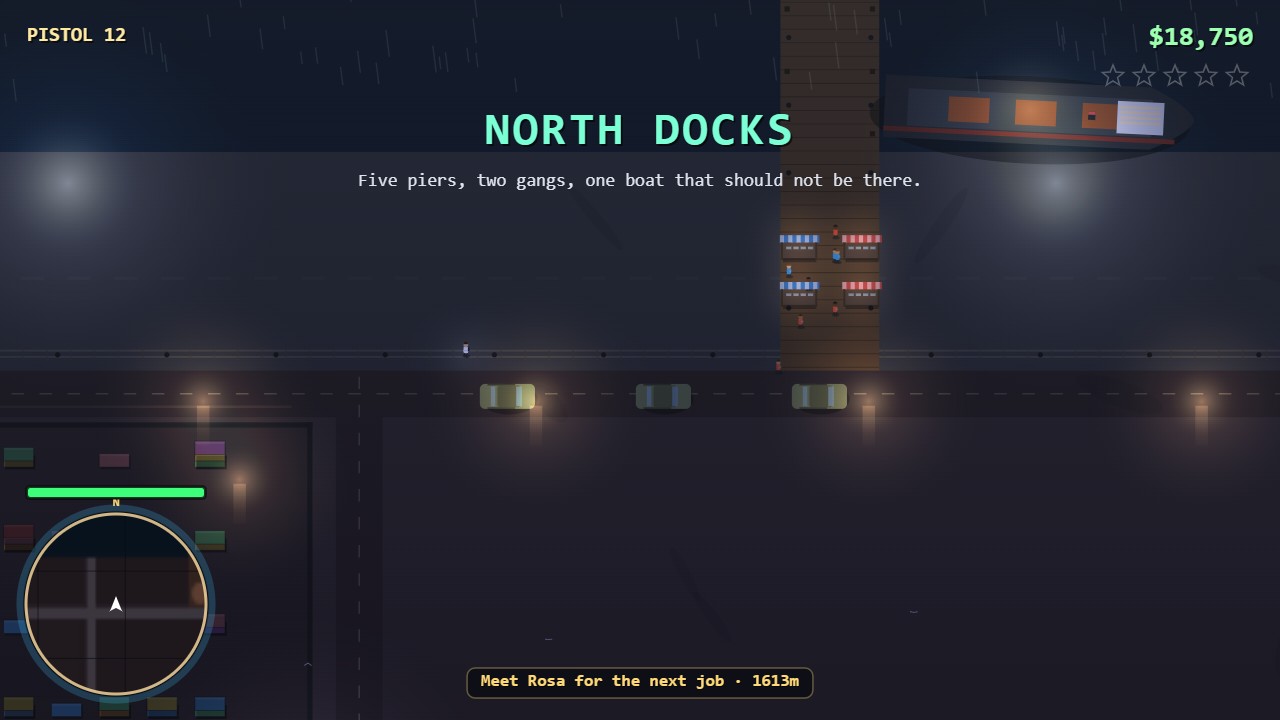 PISTOL 12
$18,750
NORTH DOCKS
Five piers, two gangs, one boat that should not be there.
N
Meet Rosa for the next job · 1613m